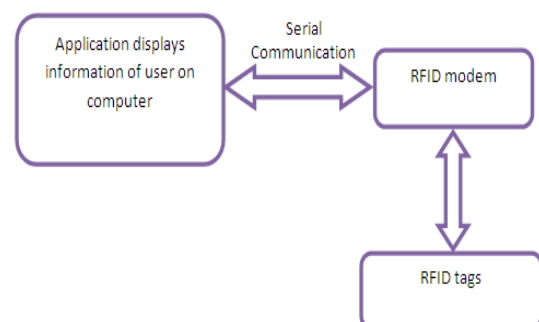 Application displays
information of user on
computer
Serial
Communication
RFID modem
RFID tags